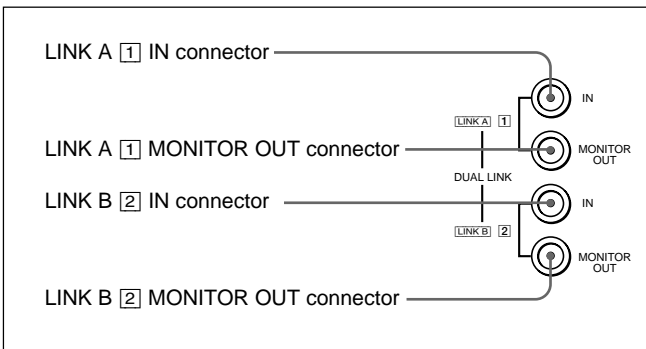 LINK A 1 IN connector
IN
LINK A 1
LINK A 1 MONITOR OUT connector
MONITOR
OUT
DUAL LINK
LINK B 2 IN connector
IN
LINK B 2
MONITOR
OUT
LINK B 2 MONITOR OUT connector